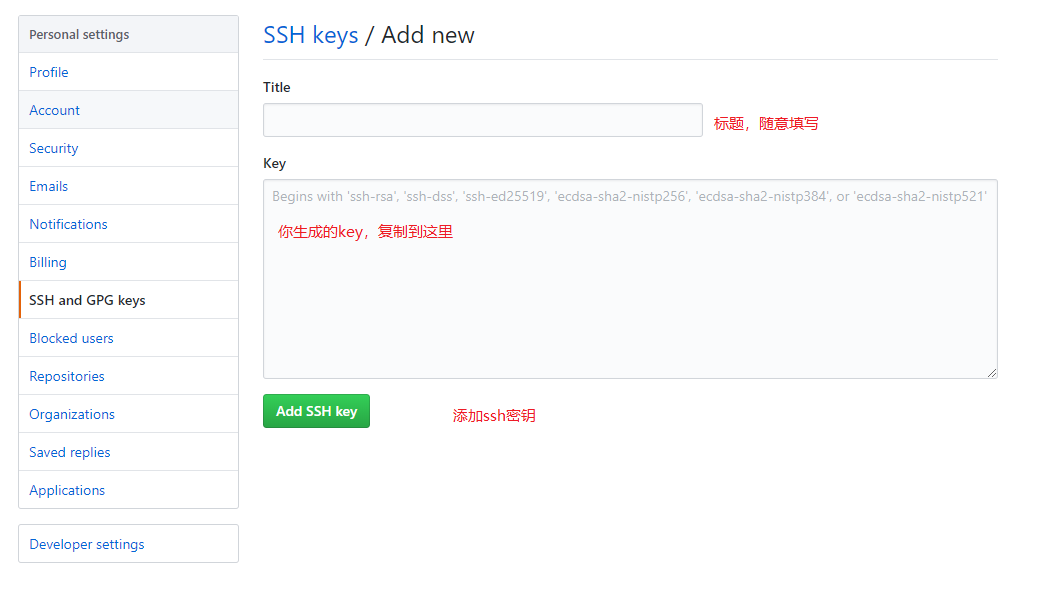 Personal settings
Profile
Account
Security
Emails
Notifications
Billing
SSH and GPG keys
Blocked users
Repositories
Organizations
Saved replies
Applications
Developer settings
SSH keys / Add new
Title
标题，随意填写
Key
Begins with 'ssh-rsa', 'ssh-dss', 'ssh-ed25519', 'ecdsa-sha2-nistp256', 'ecdsa-sha2-nistp384', or 'ecdsa-sha2-nistp521'
你生成的key，复制到这里
Add SSH key
添加ssh密钥